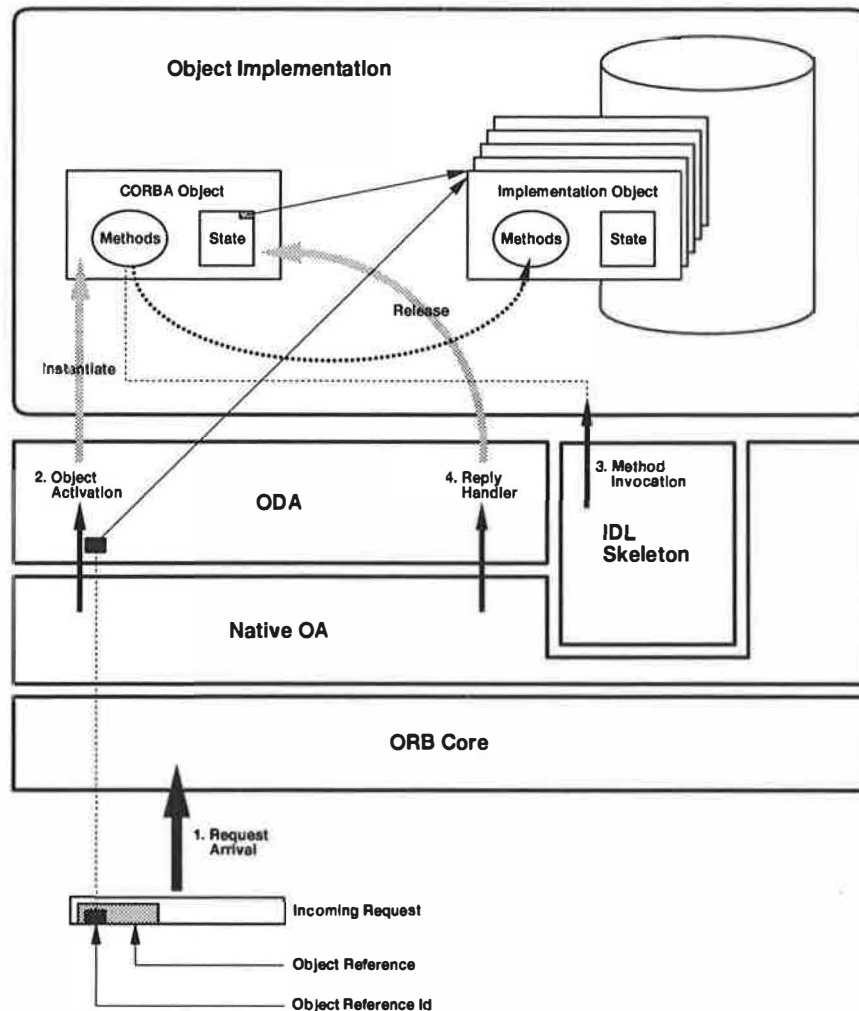 Object Implementation
CORBA Object
Methods
State
Implementation Object
Methods
State
Release
Instantiate
2. Object
Activation
ODA
4. Reply
Handler
3. Method
Invocation
IDL
Skeleton
Native OA
ORB Core
1. Request
Arrival
Incoming Request
Object Reference
Object Reference Id